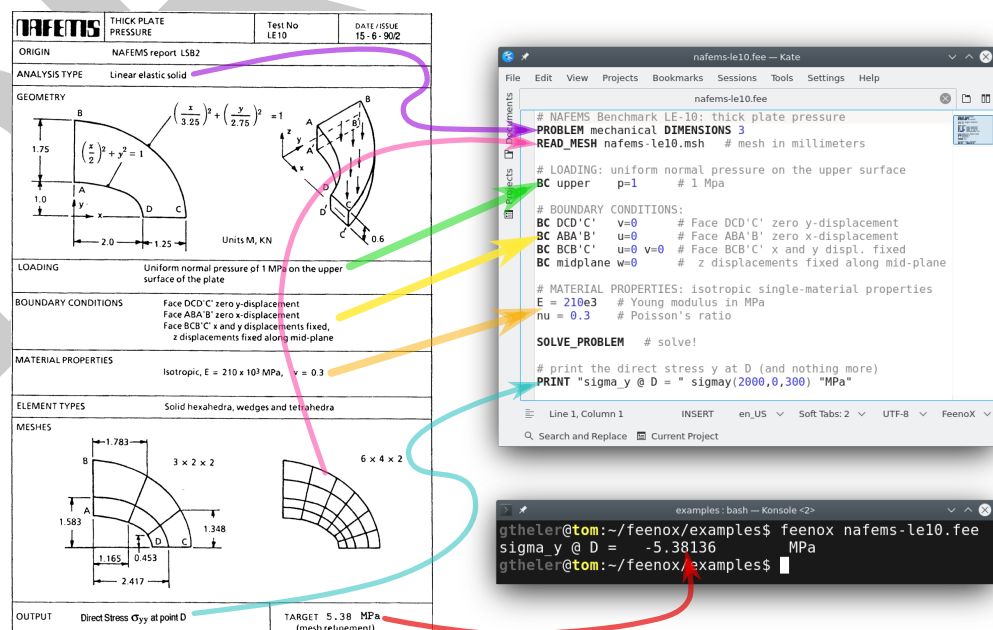 NAFEMS
THICK PLATE
PRESSURE
Test No
LE10
DATE/ISSUE
15-6-90/2
ORIGIN
NAFEMS report LSB2
ANALYSIS TYPE
Linear elastic solid
GEOMETRY
B
(x/3.25)² + (y/2.75)² = 1
1.75
(x/2)² + y² = 1
A
1.0
y
x
D
C
2.0
1.25
Units M, KN
B
A
B'
z
y
A'
x
D
C
D'
C'
0.6
LOADING
Uniform normal pressure of 1 MPa on the upper
surface of the plate
BOUNDARY CONDITIONS
Face DCD'C' zero y-displacement
Face ABA'B' zero x-displacement
Face BCB'C' x and y displacements fixed,
z displacements fixed along mid-plane
MATERIAL PROPERTIES
Isotropic, E = 210 x 10³ MPa, ν = 0.3
ELEMENT TYPES
Solid hexahedra, wedges and tetrahedra
MESHES
1.783
B
3 x 2 x 2
6 x 4 x 2
A
1.583
D
C
1.348
1.165
0.453
2.417
OUTPUT
Direct Stress σyy at point D
TARGET 5.38 MPa
(mesh refinement)
nafems-le10.fee — Kate
File Edit View Projects Bookmarks Sessions Tools Settings Help
nafems-le10.fee
Documents
Projects
# NAFEMS Benchmark LE-10: thick plate pressure
PROBLEM mechanical DIMENSIONS 3
READ_MESH nafems-le10.msh # mesh in millimeters
# LOADING: uniform normal pressure on the upper surface
BC upper p=1 # 1 Mpa
# BOUNDARY CONDITIONS:
BC DCD'C' v=0 # Face DCD'C' zero y-displacement
BC ABA'B' u=0 # Face ABA'B' zero x-displacement
BC BCB'C' u=0 v=0 # Face BCB'C' x and y displ. fixed
BC midplane w=0 # z displacements fixed along mid-plane
# MATERIAL PROPERTIES: isotropic single-material properties
E = 210e3 # Young modulus in MPa
nu = 0.3 # Poisson's ratio
SOLVE_PROBLEM # solve!
# print the direct stress y at D (and nothing more)
PRINT "sigma_y @ D = " sigmay(2000,0,300) "MPa"
Line 1, Column 1 INSERT en_US Soft Tabs: 2 UTF-8 FeenoX
Search and Replace Current Project
examples : bash — Konsole <2>
gtheler@tom:~/feenox/examples$ feenox nafems-le10.fee
sigma_y @ D = -5.38136 MPa
gtheler@tom:~/feenox/examples$